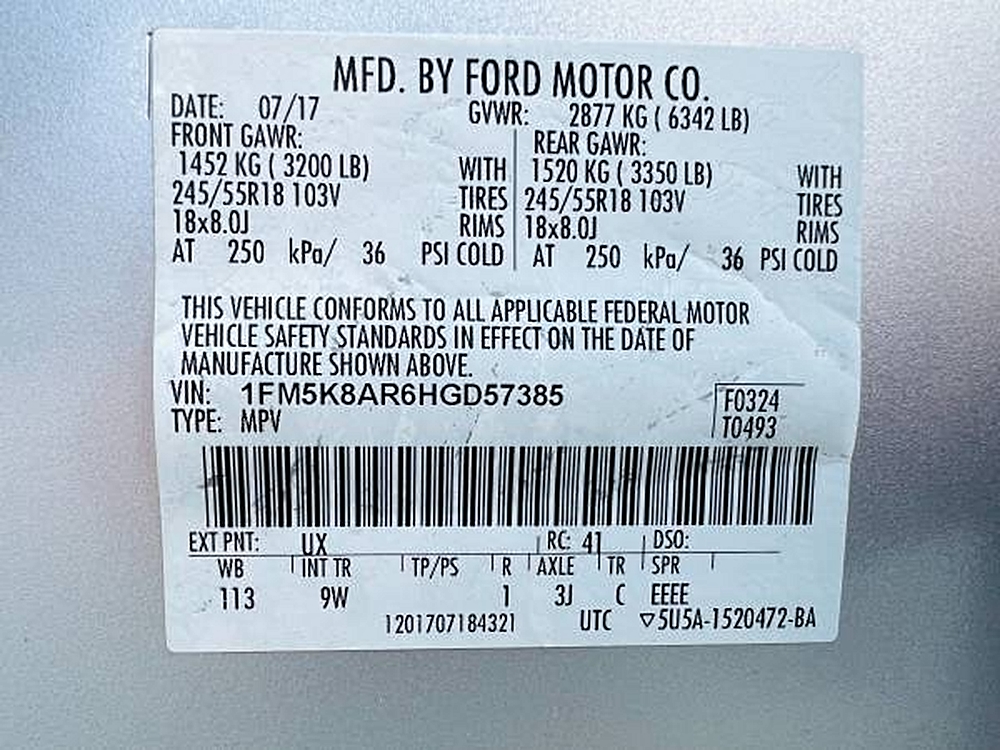 MFD. BY FORD MOTOR CO.
DATE: 07/17 GVWR: 2877 KG ( 6342 LB)
FRONT GAWR: REAR GAWR:
1452 KG ( 3200 LB) WITH 1520 KG ( 3350 LB) WITH
245/55R18 103V TIRES 245/55R18 103V TIRES
18x8.0J RIMS 18x8.0J RIMS
AT 250 kPa/ 36 PSI COLD AT 250 kPa/ 36 PSI COLD
THIS VEHICLE CONFORMS TO ALL APPLICABLE FEDERAL MOTOR
VEHICLE SAFETY STANDARDS IN EFFECT ON THE DATE OF
MANUFACTURE SHOWN ABOVE.
VIN: 1FM5K8AR6HGD57385 F0324
TYPE: MPV T0493
EXT PNT: UX RC: 41 DSO:
WB INT TR TP/PS R AXLE TR SPR
113 9W 1 3J C EEEE
1201707184321 UTC ▽5U5A-1520472-BA